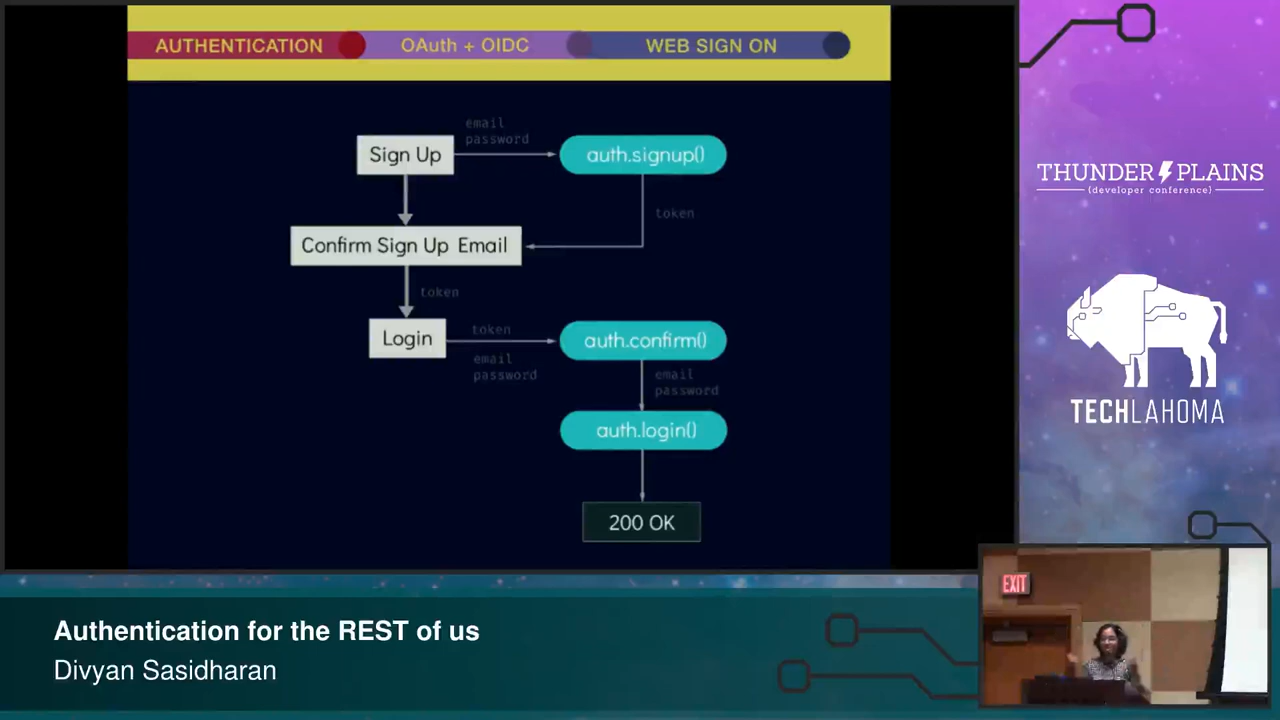 AUTHENTICATION
OAuth + OIDC
WEB SIGN ON
email
password
Sign Up
auth.signup()
token
Confirm Sign Up Email
token
Login
token
email
password
auth.confirm()
email
password
auth.login()
200 OK
THUNDER PLAINS
(developer conference)
TECHLAHOMA
EXIT
Authentication for the REST of us
Divyan Sasidharan